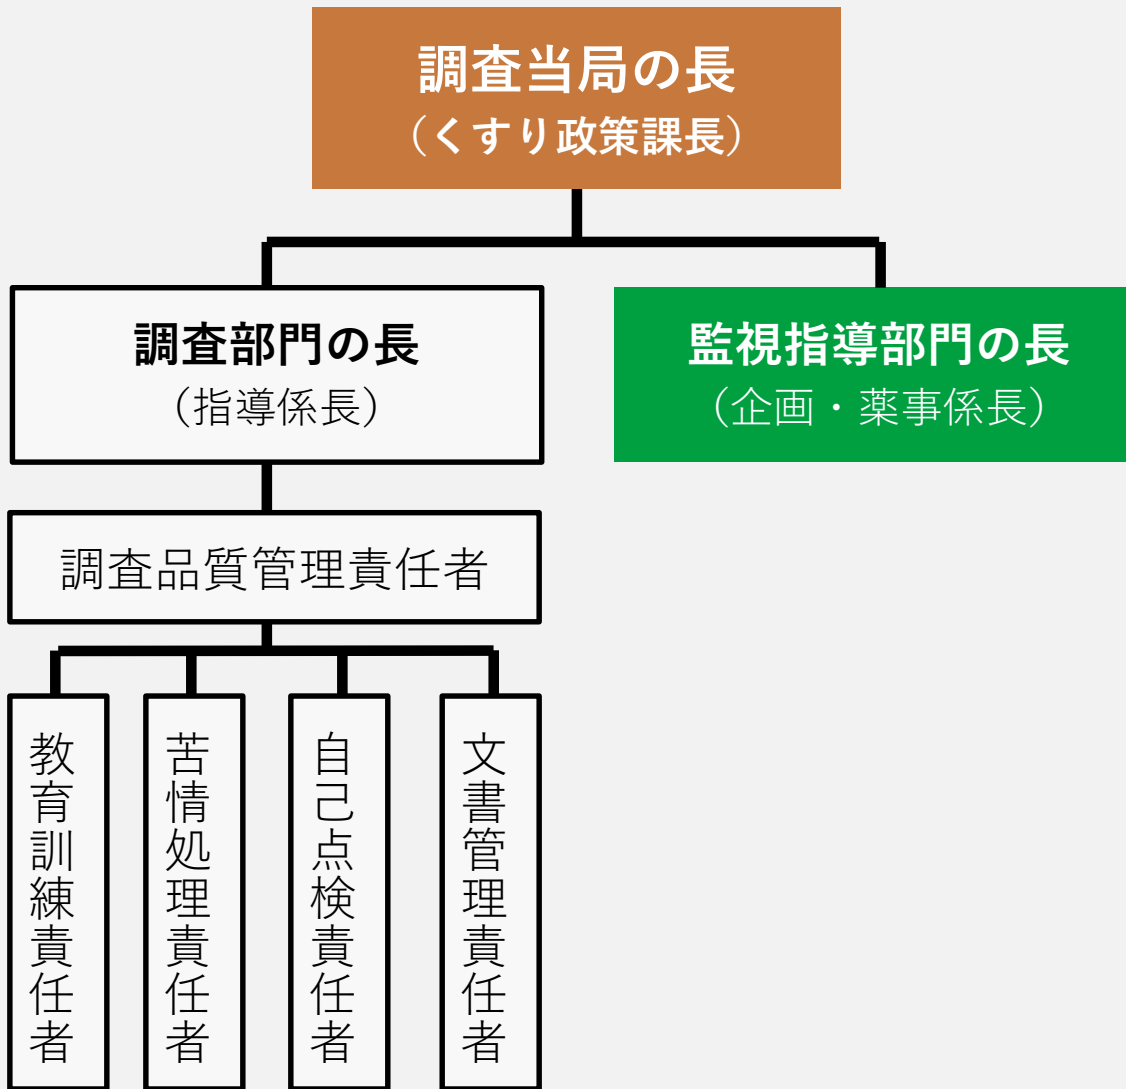 調査当局の長
（くすり政策課長）
調査部門の長
（指導係長）
監視指導部門の長
（企画・薬事係長）
調査品質管理責任者
教育訓練責任者
苦情処理責任者
自己点検責任者
文書管理責任者